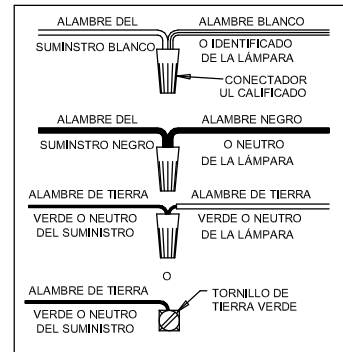 ALAMBRE DEL ALAMBRE BLANCO
SUMINSTRO BLANCO O IDENTIFICADO
DE LA LÁMPARA
CONECTADOR
UL CALIFICADO
ALAMBRE DEL ALAMBRE NEGRO
SUMINSTRO NEGRO O NEUTRO
DE LA LÁMPARA
ALAMBRE DE TIERRA ALAMBRE DE TIERRA
VERDE O NEUTRO VERDE O NEUTRO
DEL SUMINISTRO DE LA LÁMPARA
O
ALAMBRE DE TIERRA TORNILLO DE
TIERRA VERDE
VERDE O NEUTRO
DEL SUMINISTRO